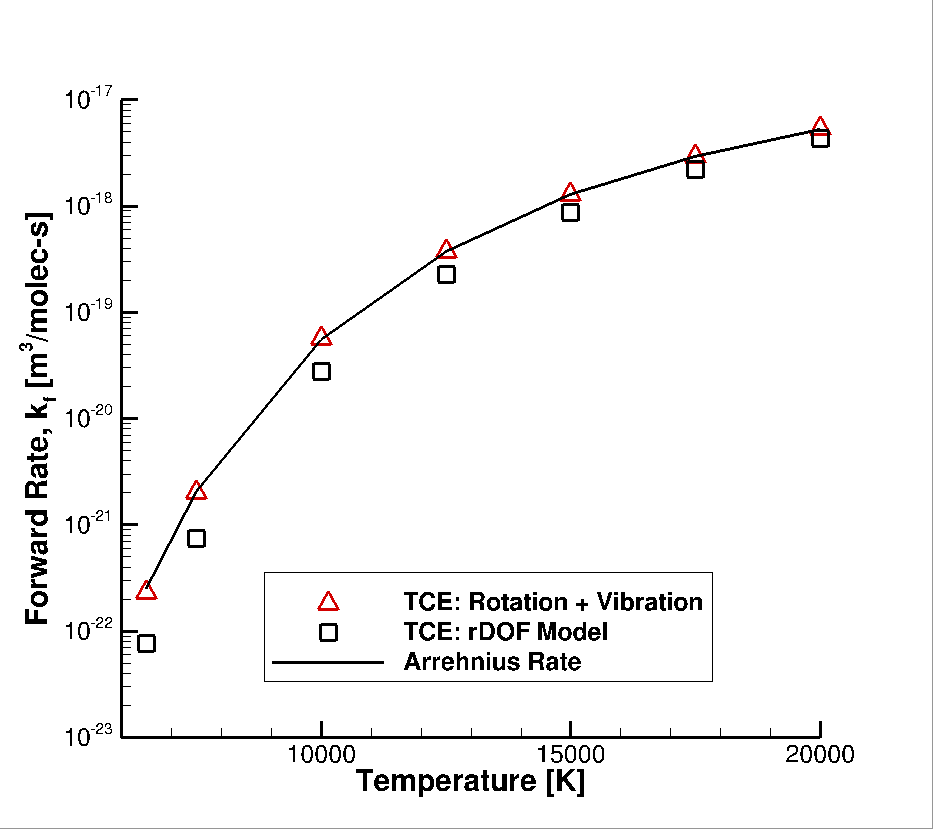 10⁻¹⁷
10⁻¹⁸
10⁻¹⁹
10⁻²⁰
10⁻²¹
10⁻²²
10⁻²³
Forward Rate, k_f [m³/molec-s]
TCE: Rotation + Vibration
TCE: rDOF Model
Arrehnius Rate
10000 15000 20000
Temperature [K]